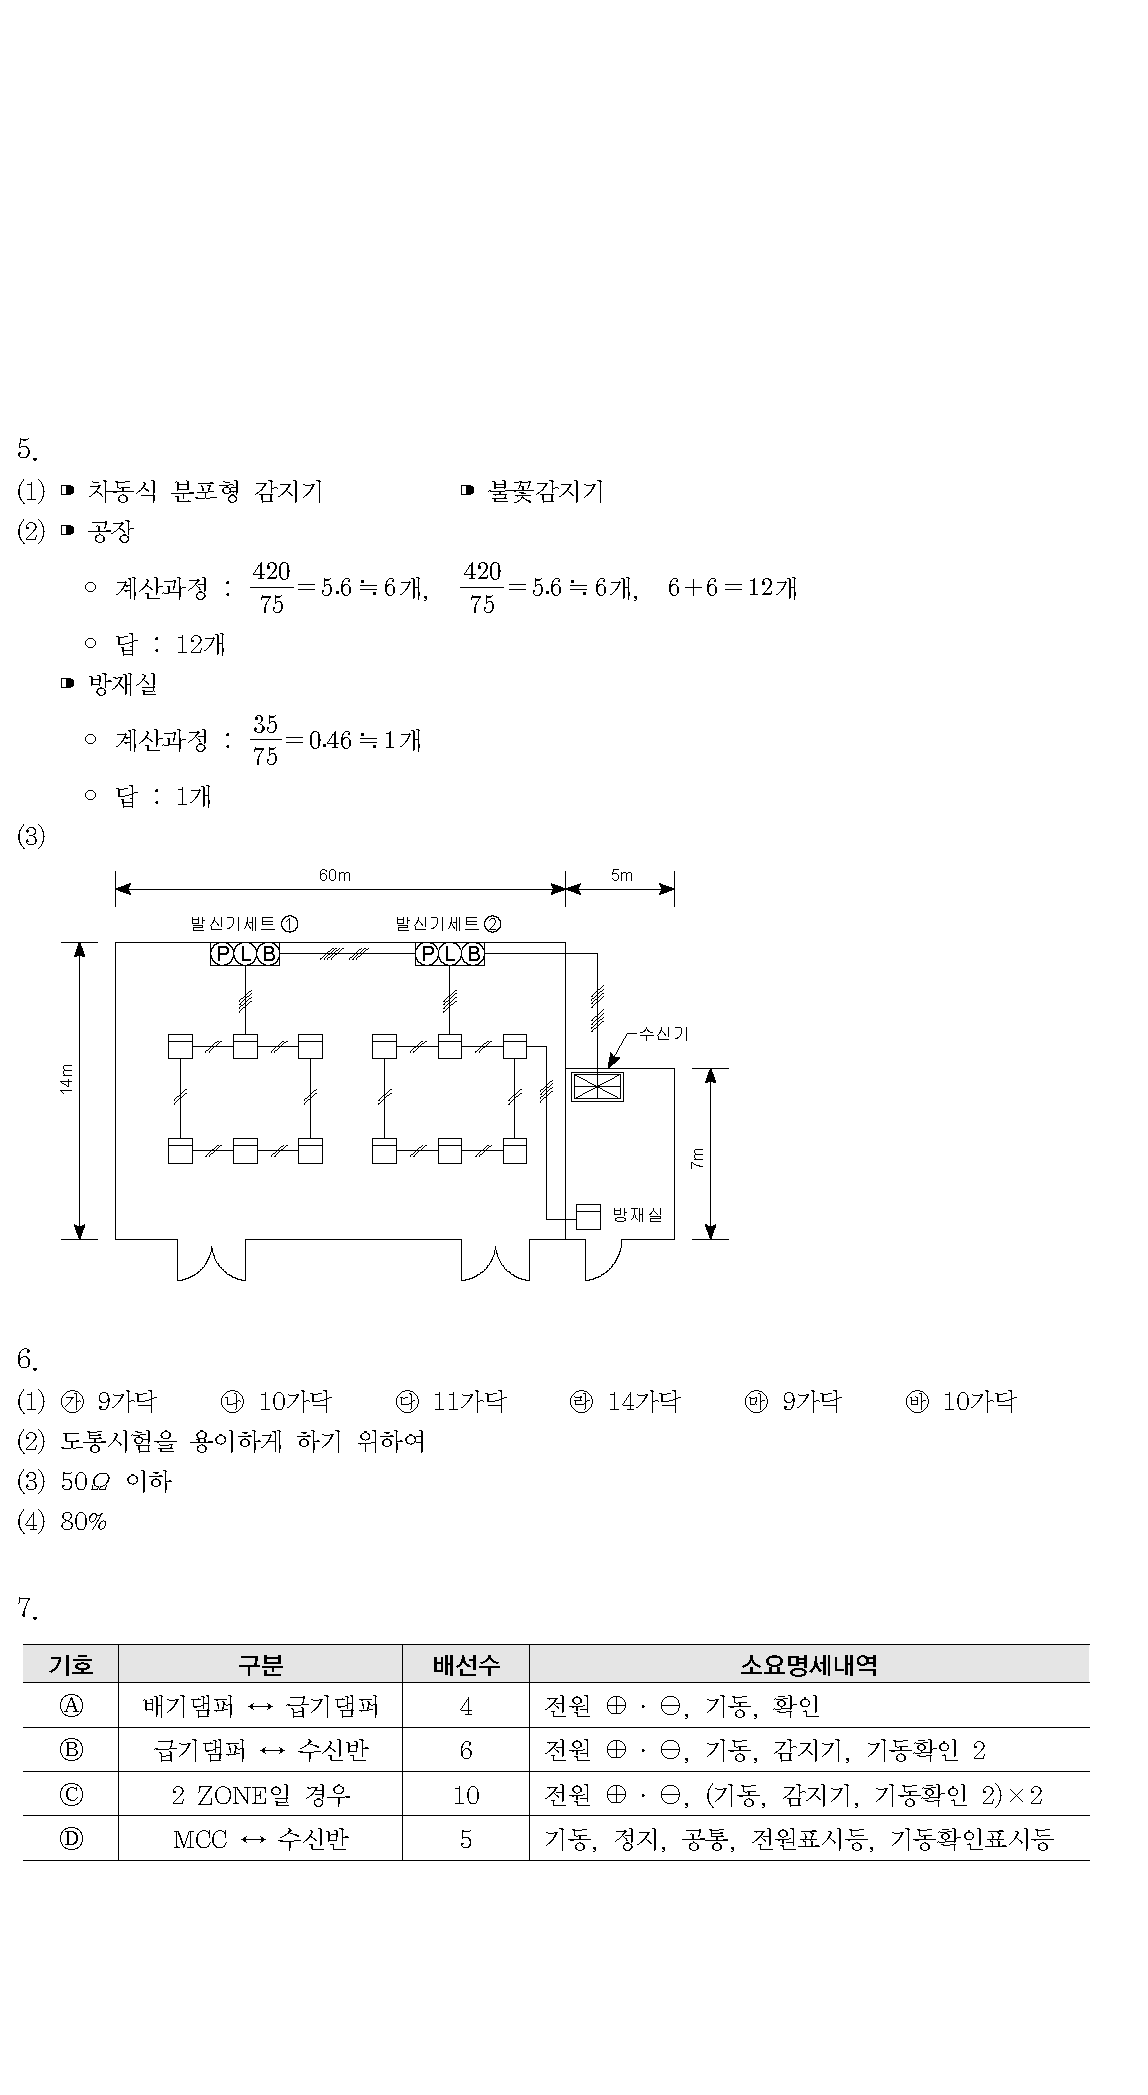 5.
(1) ▶ 차동식 분포형 감지기 ▶ 불꽃감지기
(2) ▶ 공장
○ 계산과정 : 420/75=5.6≒6개, 420/75=5.6≒6개, 6+6=12개
○ 답 : 12개
▶ 방재실
○ 계산과정 : 35/75=0.46≒1개
○ 답 : 1개
(3)
60m 5m
발신기세트① 발신기세트②
P L B P L B
수신기
14m
7m
방재실
6.
(1) ㉮ 9가닥 ㉯ 10가닥 ㉰ 11가닥 ㉱ 14가닥 ㉲ 9가닥 ㉳ 10가닥
(2) 도통시험을 용이하게 하기 위하여
(3) 50Ω 이하
(4) 80%
7.
기호 구분 배선수 소요명세내역
Ⓐ 배기댐퍼 ↔ 급기댐퍼 4 전원 ⊕·⊖, 기동, 확인
Ⓑ 급기댐퍼 ↔ 수신반 6 전원 ⊕·⊖, 기동, 감지기, 기동확인 2
Ⓒ 2 ZONE일 경우 10 전원 ⊕·⊖, (기동, 감지기, 기동확인 2)×2
Ⓓ MCC ↔ 수신반 5 기동, 정지, 공통, 전원표시등, 기동확인표시등